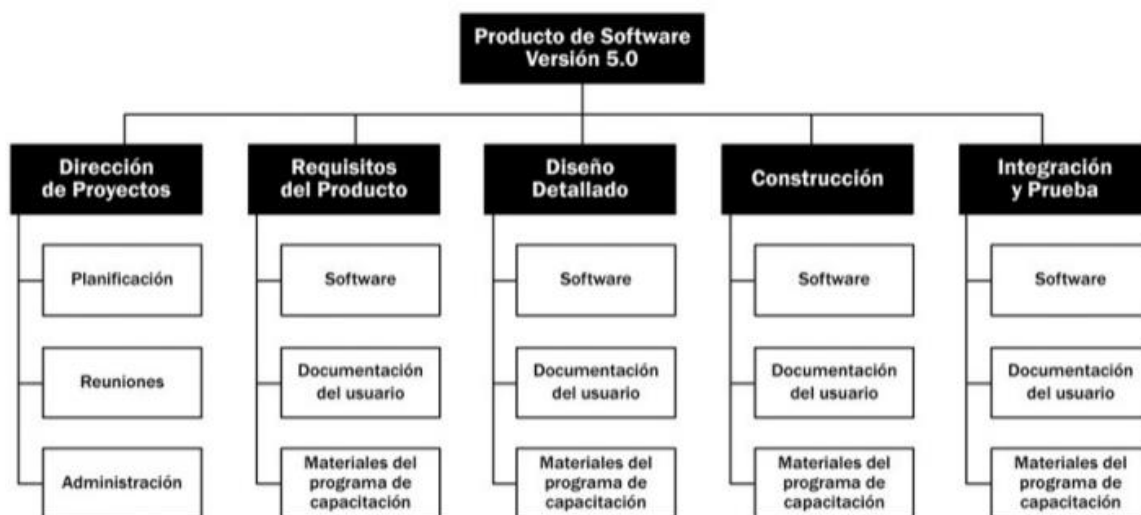 Producto de Software
Versión 5.0
Dirección
de Proyectos
Requisitos
del Producto
Diseño
Detallado
Construcción
Integración
y Prueba
Planificación
Software
Software
Software
Software
Reuniones
Documentación
del usuario
Documentación
del usuario
Documentación
del usuario
Documentación
del usuario
Administración
Materiales del
programa de
capacitación
Materiales del
programa de
capacitación
Materiales del
programa de
capacitación
Materiales del
programa de
capacitación